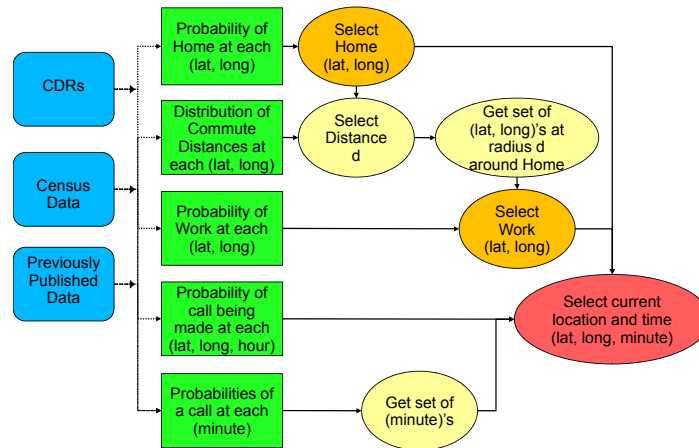 CDRs
Census
Data
Previously
Published
Data
Probability of
Home at each
(lat, long)
Distribution of
Commute
Distances at
each (lat, long)
Probability of
Work at each
(lat, long)
Probability of
call being
made at each
(lat, long, hour)
Probabilities of
a call at each
(minute)
Select
Home
(lat, long)
Select
Distance
d
Get set of
(lat, long)'s at
radius d
around Home
Select
Work
(lat, long)
Get set of
(minute)'s
Select current
location and time
(lat, long, minute)